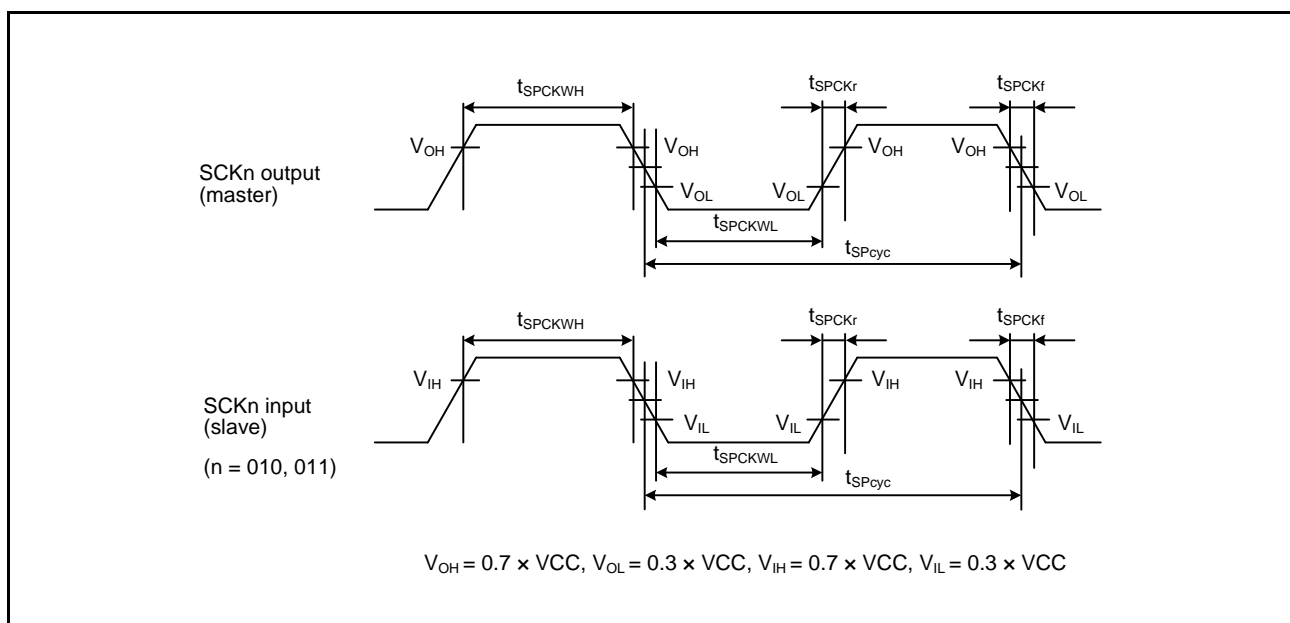 tSPCKWH
tSPCKr
tSPCKf
VOH
VOH
VOH
VOH
SCKn output
(master)
VOL
VOL
VOL
tSPCKWL
tSPcyc
tSPCKWH
tSPCKr
tSPCKf
VIH
VIH
VIH
VIH
SCKn input
(slave)
VIL
VIL
VIL
(n = 010, 011)
tSPCKWL
tSPcyc
VOH = 0.7 × VCC, VOL = 0.3 × VCC, VIH = 0.7 × VCC, VIL = 0.3 × VCC